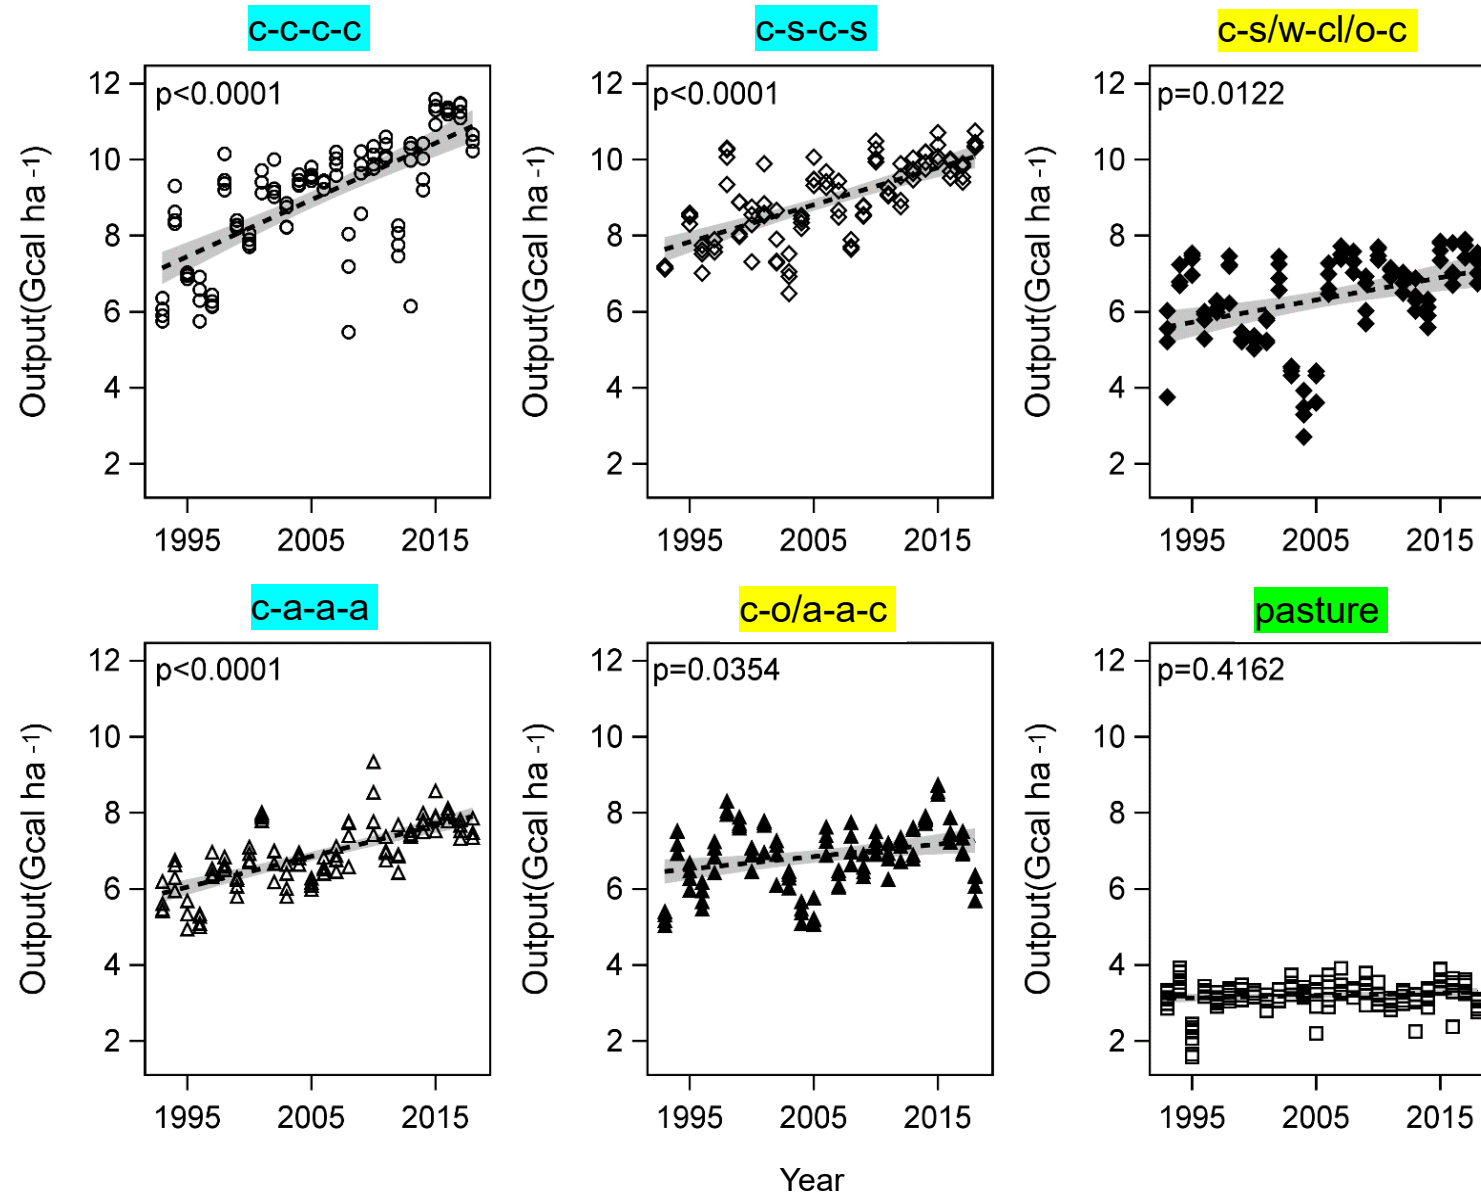 c-c-c-c
c-s-c-s
c-s/w-cl/o-c
p<0.0001
p<0.0001
p=0.0122
Output(Gcal ha -1)
12
10
8
6
4
2
1995 2005 2015
Output(Gcal ha -1)
12
10
8
6
4
2
1995 2005 2015
Output(Gcal ha -1)
12
10
8
6
4
2
1995 2005 2015
c-a-a-a
c-o/a-a-c
pasture
p<0.0001
p=0.0354
p=0.4162
Output(Gcal ha -1)
12
10
8
6
4
2
1995 2005 2015
Output(Gcal ha -1)
12
10
8
6
4
2
1995 2005 2015
Output(Gcal ha -1)
12
10
8
6
4
2
1995 2005 2015
Year